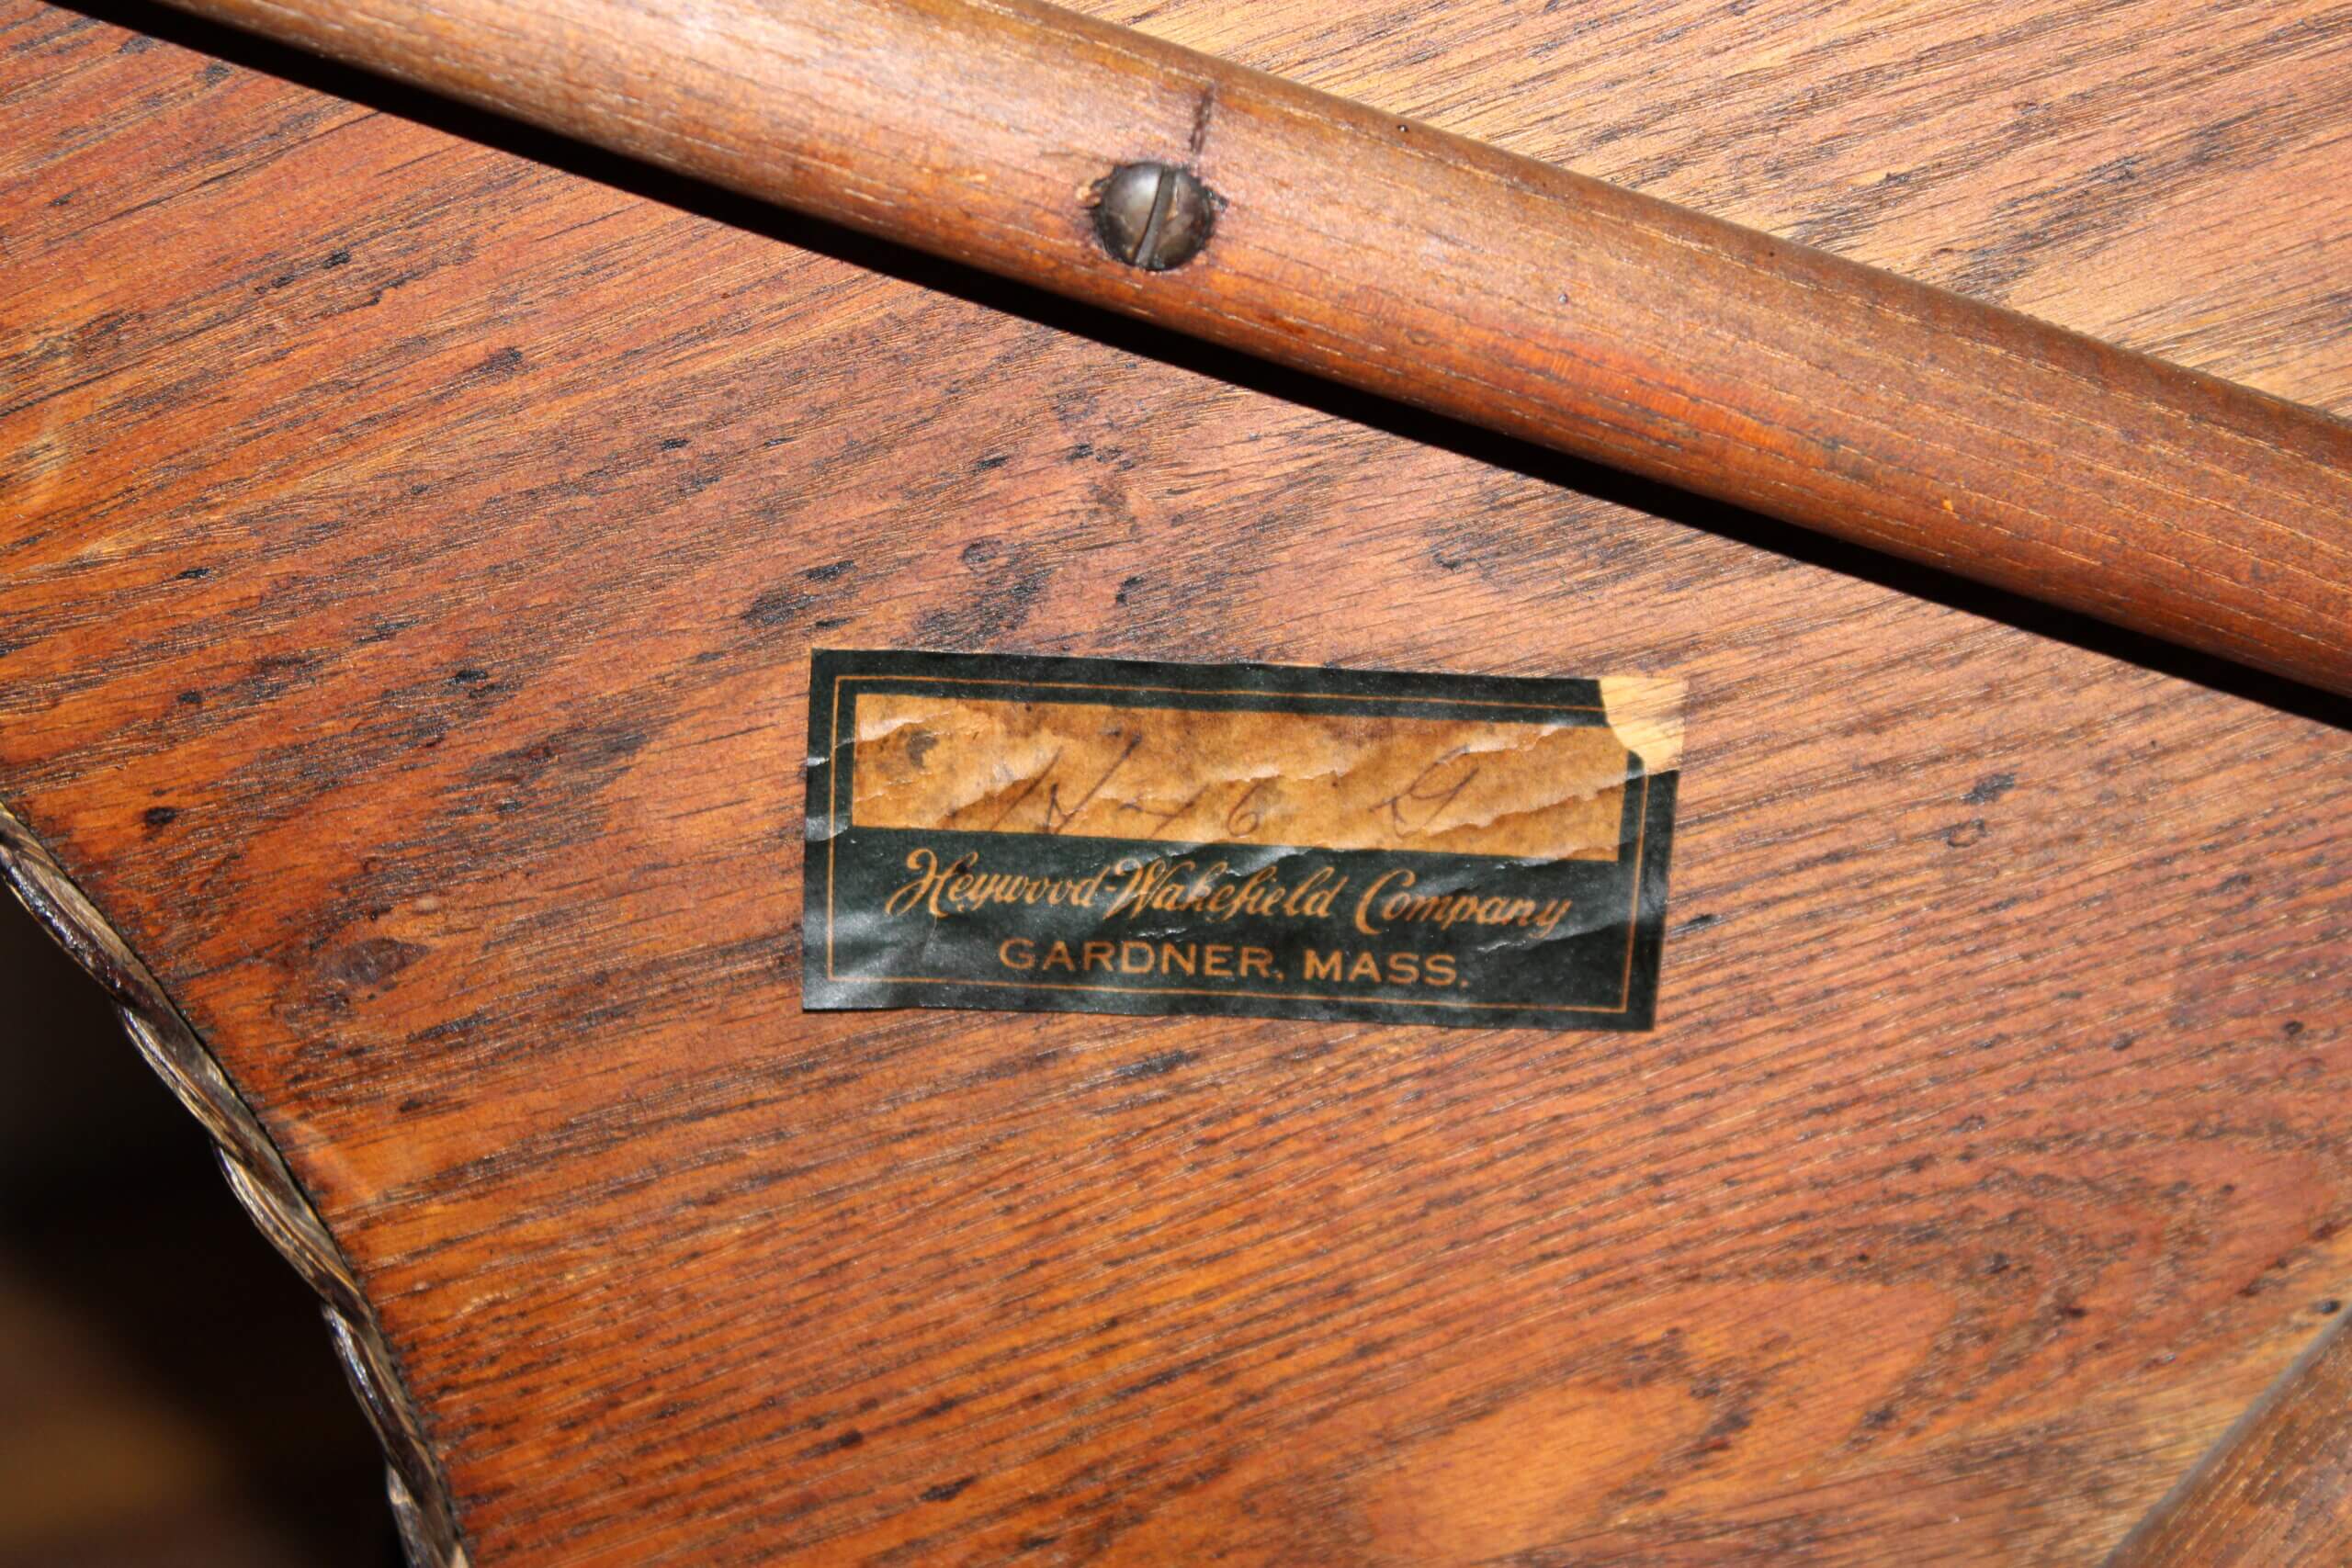 Heywood-Wakefield Company
GARDNER, MASS.